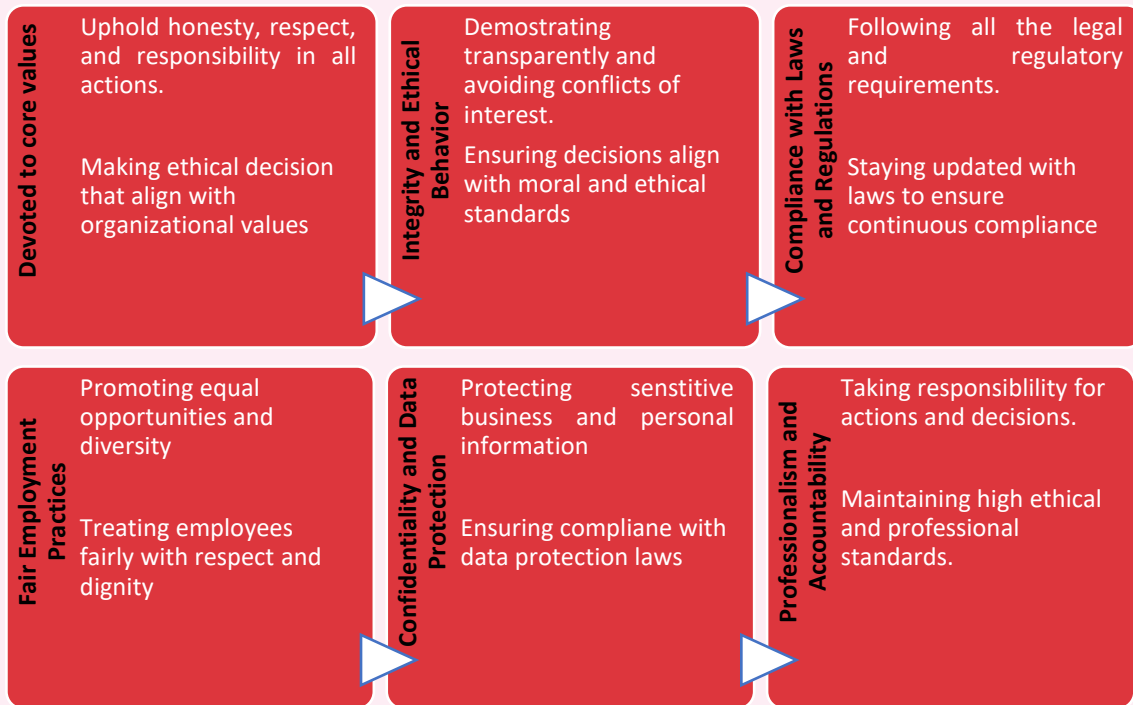 Devoted to core values
Uphold honesty, respect,
and responsibility in all
actions.
Making ethical decision
that align with
organizational values
Integrity and Ethical
Behavior
Demostrating
transparently and
avoiding conflicts of
interest.
Ensuring decisions align
with moral and ethical
standards
Compliance with Laws
and Regulations
Following all the legal
and regulatory
requirements.
Staying updated with
laws to ensure
continuous compliance
Fair Employment
Practices
Promoting equal
opportunities and
diversity
Treating employees
fairly with respect and
dignity
Confidentiality and Data
Protection
Protecting senstitive
business and personal
information
Ensuring compliane with
data protection laws
Professionalism and
Accountability
Taking responsiblility for
actions and decisions.
Maintaining high ethical
and professional
standards.